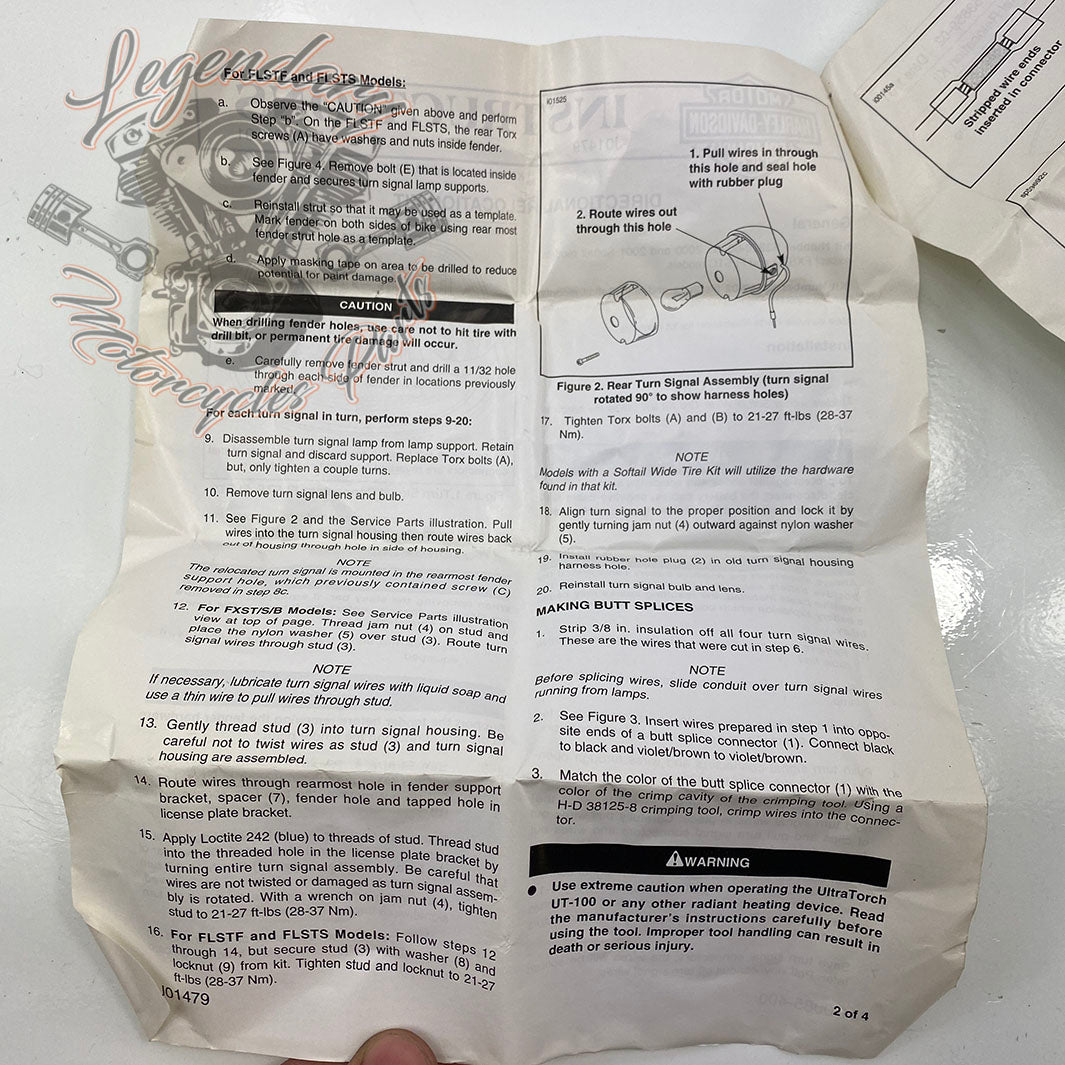 Legendary
Motorcycles Parts
For FLSTF and FLSTS Models:
a. Observe the "CAUTION" given above and perform
Step "b". On the FLSTF and FLSTS, the rear Torx
screws (A) have washers and nuts inside fender.
b. See Figure 4. Remove bolt (E) that is located inside
fender and secures turn signal lamp supports.
c. Reinstall strut so that it may be used as a template.
Mark fender on both sides of bike using rear most
fender strut hole as a template.
d. Apply masking tape on area to be drilled to reduce
potential for paint damage.
CAUTION
When drilling fender holes, use care not to hit tire with
drill bit, or permanent tire damage will occur.
e. Carefully remove fender strut and drill a 11/32 hole
through each side of fender in locations previously
marked.
For each turn signal in turn, perform steps 9-20:
9. Disassemble turn signal lamp from lamp support. Retain
turn signal and discard support. Replace Torx bolts (A),
but, only tighten a couple turns.
10. Remove turn signal lens and bulb.
11. See Figure 2 and the Service Parts illustration. Pull
wires into the turn signal housing then route wires back
out of housing through hole in side of housing.
NOTE
The relocated turn signal is mounted in the rearmost fender
support hole, which previously contained screw (C)
removed in step 8c.
12. For FXST/S/B Models: See Service Parts illustration
view at top of page. Thread jam nut (4) on stud and
place the nylon washer (5) over stud (3). Route turn
signal wires through stud (3).
NOTE
If necessary, lubricate turn signal wires with liquid soap and
use a thin wire to pull wires through stud.
13. Gently thread stud (3) into turn signal housing. Be
careful not to twist wires as stud (3) and turn signal
housing are assembled.
14. Route wires through rearmost hole in fender support
bracket, spacer (7), fender hole and tapped hole in
license plate bracket.
15. Apply Loctite 242 (blue) to threads of stud. Thread stud
into the threaded hole in the license plate bracket by
turning entire turn signal assembly. Be careful that
wires are not twisted or damaged as turn signal assem-
bly is rotated. With a wrench on jam nut (4), tighten
stud to 21-27 ft-lbs (28-37 Nm).
16. For FLSTF and FLSTS Models: Follow steps 12
through 14, but secure stud (3) with washer (8) and
locknut (9) from kit. Tighten stud and locknut to 21-27
ft-lbs (28-37 Nm).
J01479
i01525
1. Pull wires in through
this hole and seal hole
with rubber plug
2. Route wires out
through this hole
Figure 2. Rear Turn Signal Assembly (turn signal
rotated 90° to show harness holes)
17. Tighten Torx bolts (A) and (B) to 21-27 ft-lbs (28-37
Nm).
NOTE
Models with a Softail Wide Tire Kit will utilize the hardware
found in that kit.
18. Align turn signal to the proper position and lock it by
gently turning jam nut (4) outward against nylon washer
(5).
19. Install rubber hole plug (2) in old turn signal housing
harness hole.
20. Reinstall turn signal bulb and lens.
MAKING BUTT SPLICES
1. Strip 3/8 in. insulation off all four turn signal wires.
These are the wires that were cut in step 6.
NOTE
Before splicing wires, slide conduit over turn signal wires
running from lamps.
2. See Figure 3. Insert wires prepared in step 1 into oppo-
site ends of a butt splice connector (1). Connect black
to black and violet/brown to violet/brown.
3. Match the color of the butt splice connector (1) with the
color of the crimp cavity of the crimping tool. Using a
H-D 38125-8 crimping tool, crimp wires into the connec-
tor.
WARNING
● Use extreme caution when operating the UltraTorch
UT-100 or any other radiant heating device. Read
the manufacturer's instructions carefully before
using the tool. Improper tool handling can result in
death or serious injury.
2 of 4
i00145a
Stripped wire ends
inserted in connector